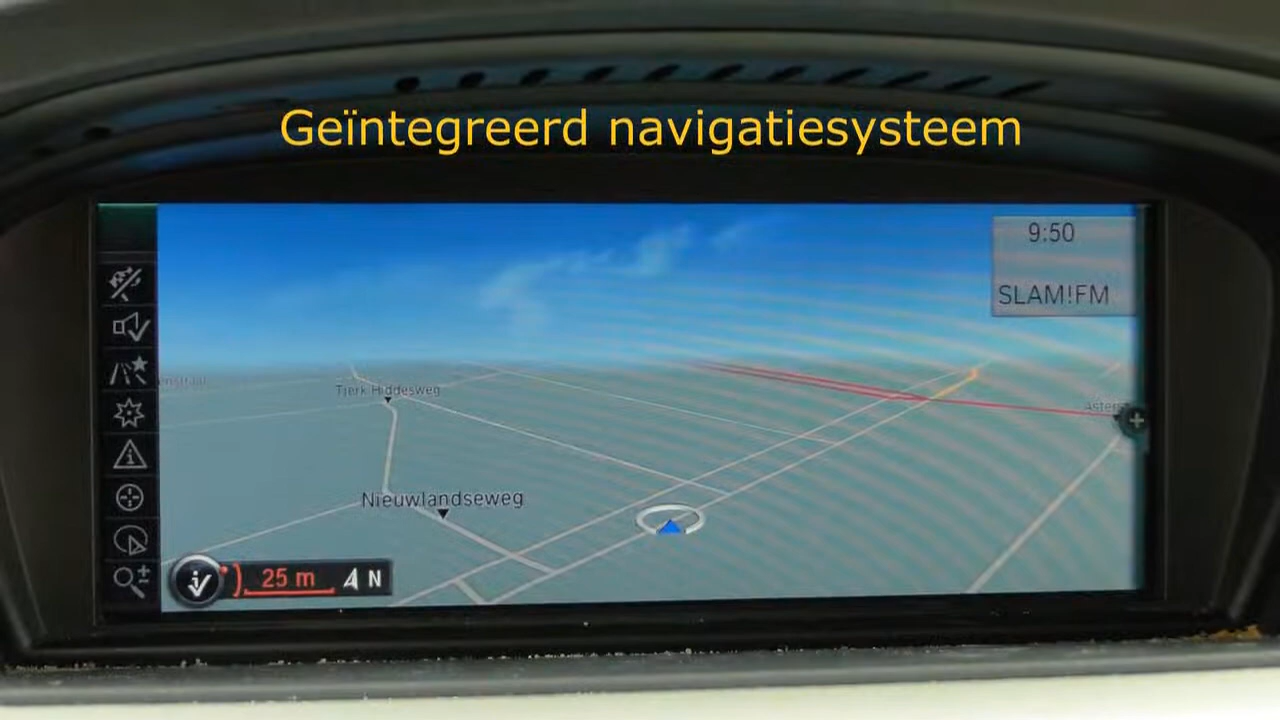 Geïntegreerd navigatiesysteem
9:50
SLAM!FM
Tjerk Hiddesweg
Nieuwlandseweg
25 m
N